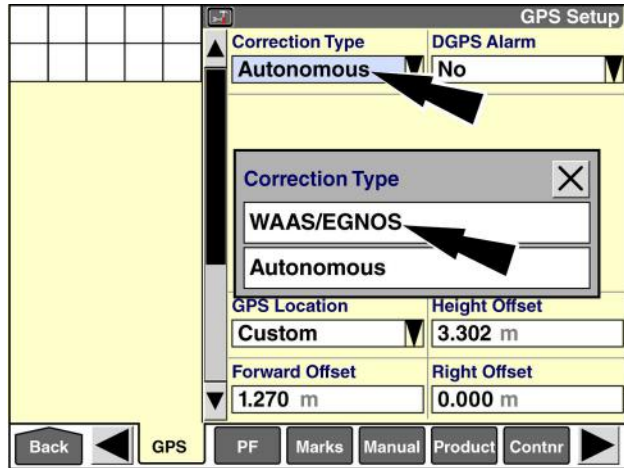 GPS Setup
Correction Type
DGPS Alarm
Autonomous
No
Correction Type
WAAS/EGNOS
Autonomous
GPS Location
Height Offset
Custom
3.302 m
Forward Offset
Right Offset
1.270 m
0.000 m
Back
GPS
PF
Marks
Manual
Product
Contnr